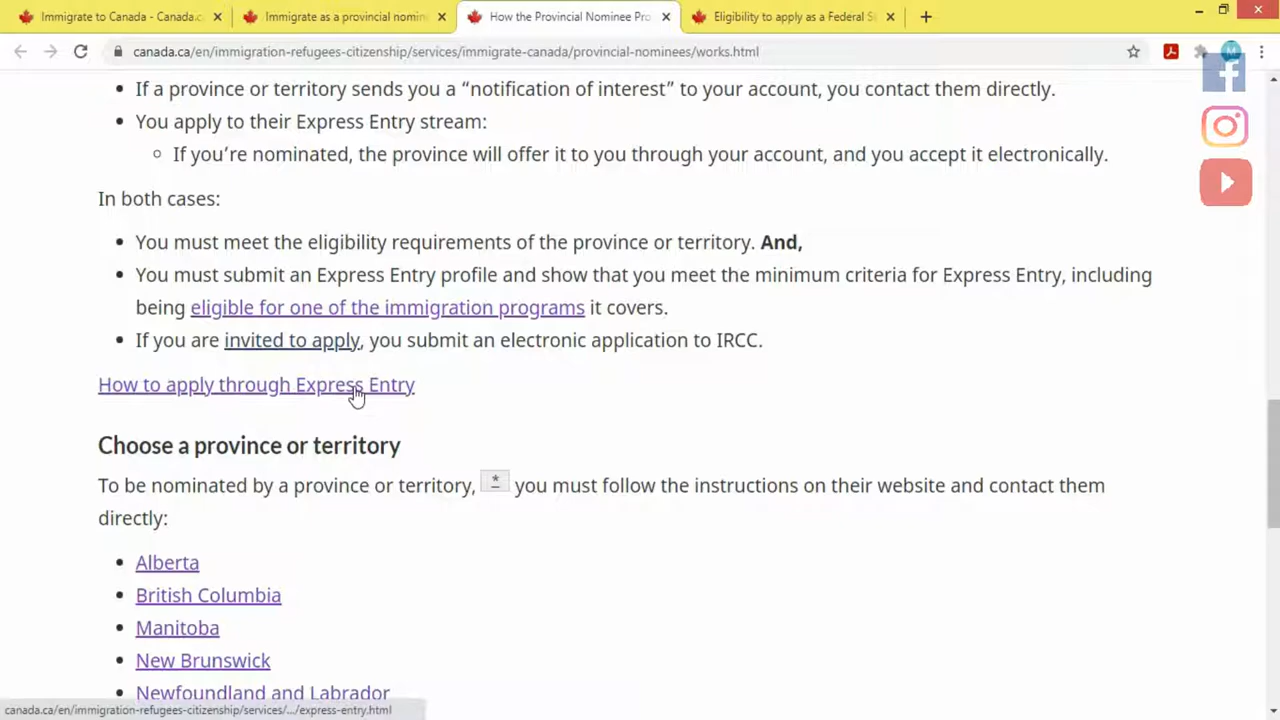 Immigrate to Canada - Canada.c
Immigrate as a provincial nomin
How the Provincial Nominee Pro
Eligibility to apply as a Federal S
canada.ca/en/immigration-refugees-citizenship/services/immigrate-canada/provincial-nominees/works.html
If a province or territory sends you a “notification of interest” to your account, you contact them directly.
You apply to their Express Entry stream:
If you’re nominated, the province will offer it to you through your account, and you accept it electronically.
In both cases:
You must meet the eligibility requirements of the province or territory. And,
You must submit an Express Entry profile and show that you meet the minimum criteria for Express Entry, including
being eligible for one of the immigration programs it covers.
If you are invited to apply, you submit an electronic application to IRCC.
How to apply through Express Entry
Choose a province or territory
To be nominated by a province or territory, * you must follow the instructions on their website and contact them
directly:
Alberta
British Columbia
Manitoba
New Brunswick
Newfoundland and Labrador
canada.ca/en/immigration-refugees-citizenship/services/.../express-entry.html